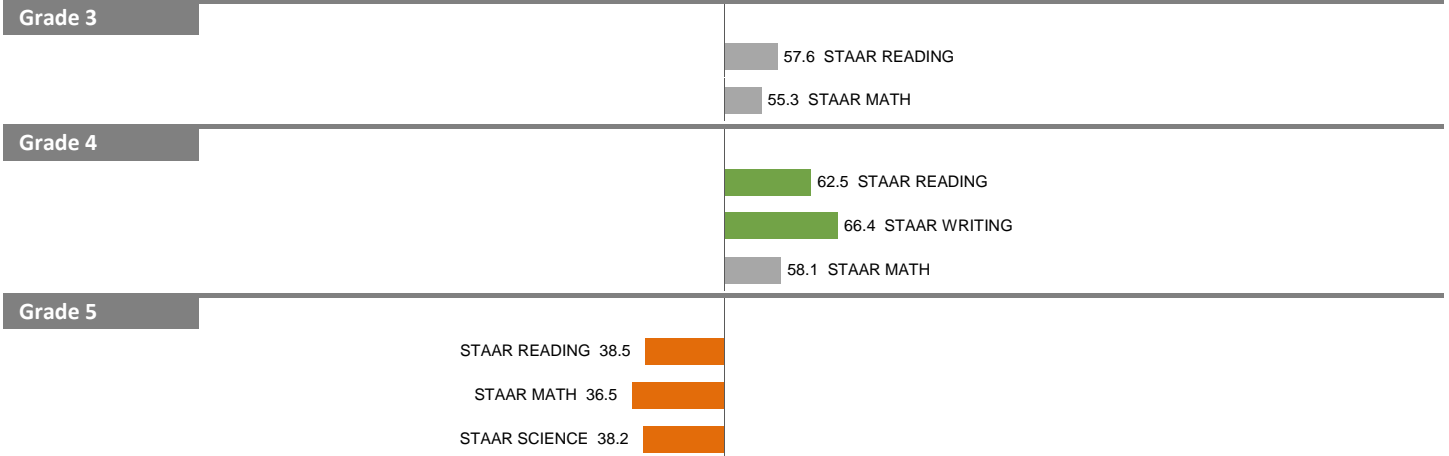 Grade 3
57.6 STAAR READING
55.3 STAAR MATH
Grade 4
62.5 STAAR READING
66.4 STAAR WRITING
58.1 STAAR MATH
Grade 5
STAAR READING 38.5
STAAR MATH 36.5
STAAR SCIENCE 38.2